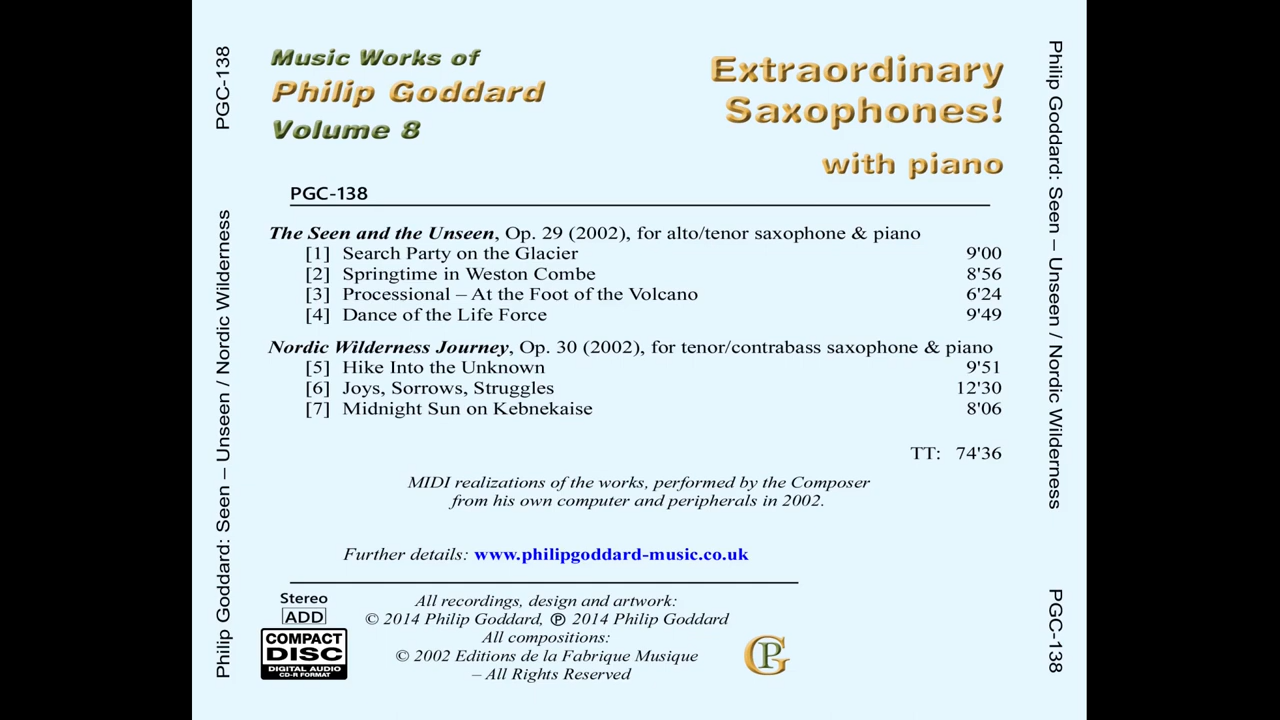 Music Works of
Philip Goddard
Volume 8
Extraordinary
Saxophones!
with piano
PGC-138
The Seen and the Unseen, Op. 29 (2002), for alto/tenor saxophone & piano
[1] Search Party on the Glacier 9'00
[2] Springtime in Weston Combe 8'56
[3] Processional – At the Foot of the Volcano 6'24
[4] Dance of the Life Force 9'49
Nordic Wilderness Journey, Op. 30 (2002), for tenor/contrabass saxophone & piano
[5] Hike Into the Unknown 9'51
[6] Joys, Sorrows, Struggles 12'30
[7] Midnight Sun on Kebnekaise 8'06
TT: 74'36
MIDI realizations of the works, performed by the Composer
from his own computer and peripherals in 2002.
Further details: www.philipgoddard-music.co.uk
Stereo
ADD
COMPACT
DISC
DIGITAL AUDIO
CD-R FORMAT
All recordings, design and artwork:
© 2014 Philip Goddard, ℗ 2014 Philip Goddard
All compositions:
© 2002 Editions de la Fabrique Musique
– All Rights Reserved
PG
Philip Goddard: Seen – Unseen / Nordic Wilderness PGC-138
Philip Goddard: Seen – Unseen / Nordic Wilderness PGC-138